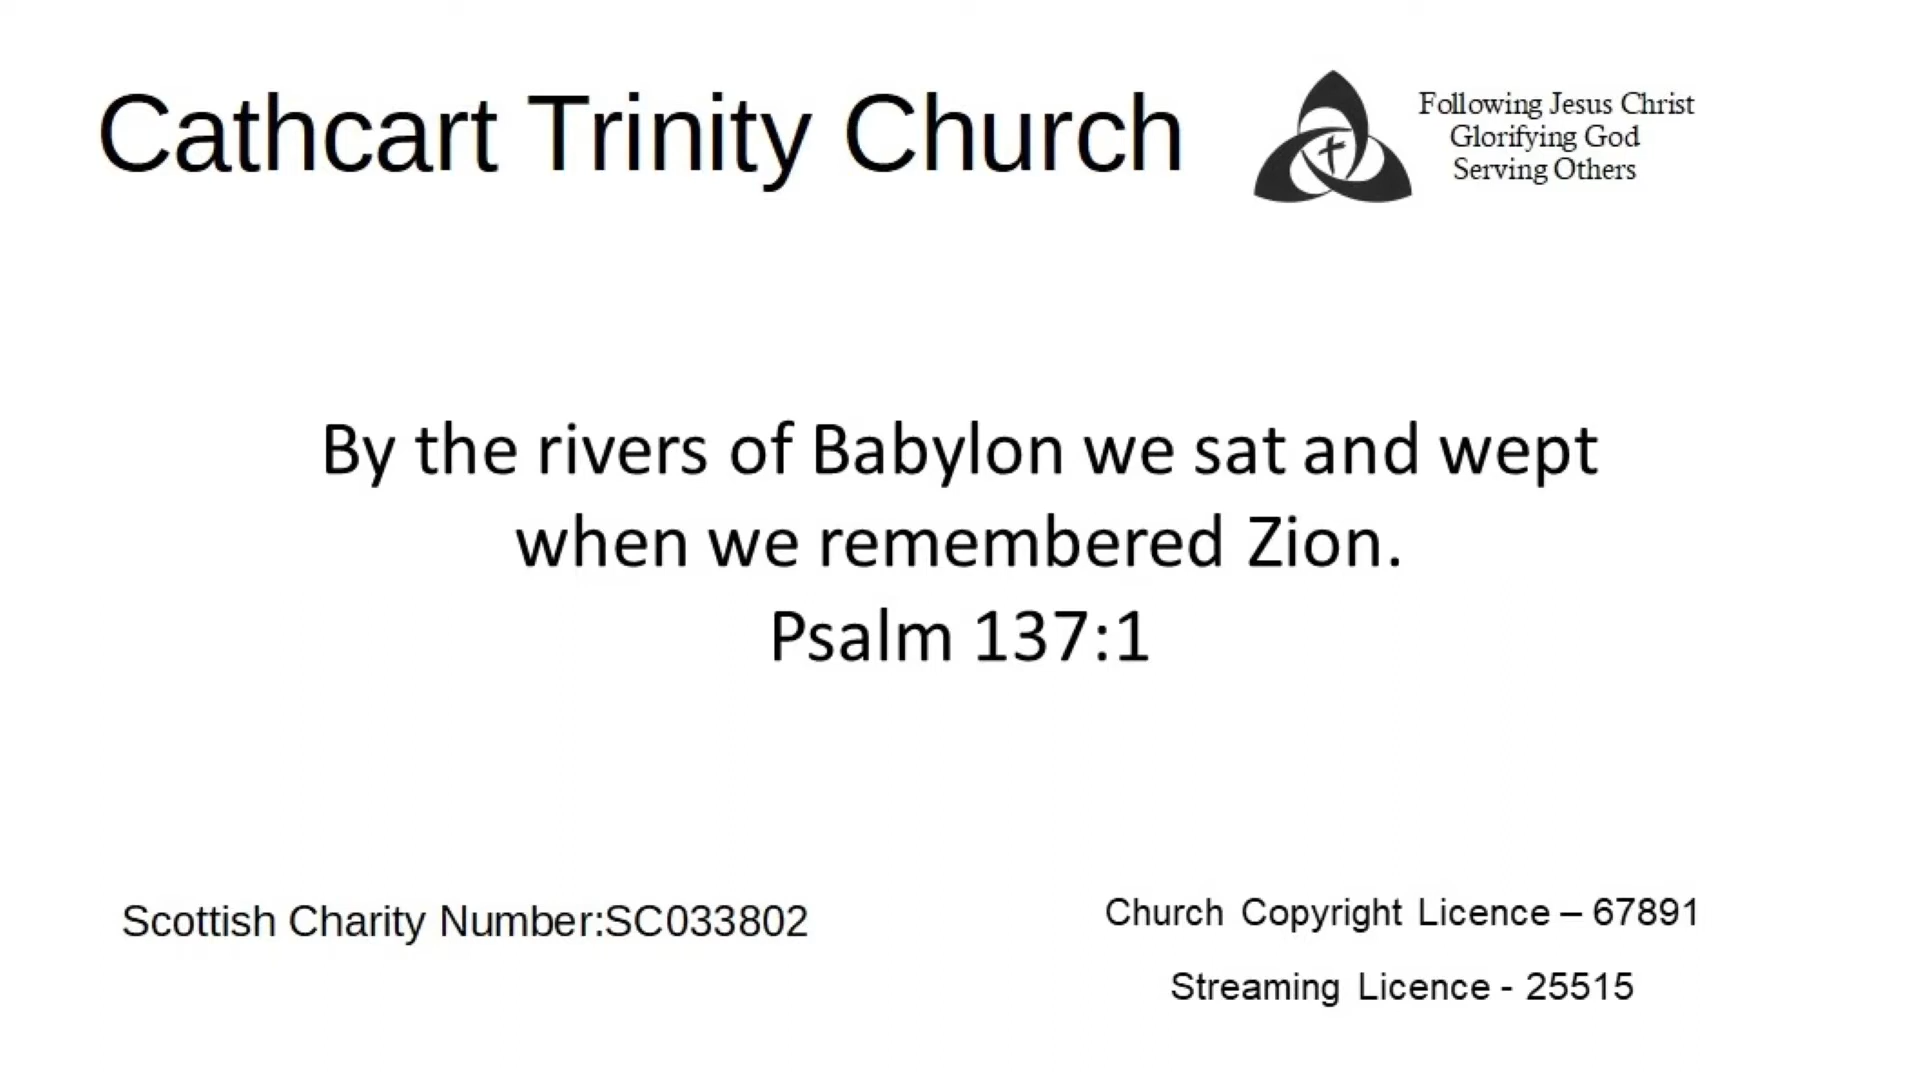 Cathcart Trinity Church
Following Jesus Christ
Glorifying God
Serving Others
By the rivers of Babylon we sat and wept
when we remembered Zion.
Psalm 137:1
Scottish Charity Number:SC033802
Church Copyright Licence – 67891
Streaming Licence - 25515